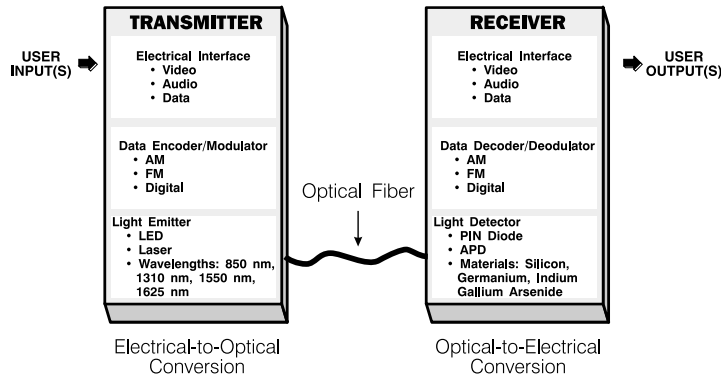 TRANSMITTER
RECEIVER
USER
INPUT(S)
Electrical Interface
• Video
• Audio
• Data
Electrical Interface
• Video
• Audio
• Data
USER
OUTPUT(S)
Data Encoder/Modulator
• AM
• FM
• Digital
Data Decoder/Deodulator
• AM
• FM
• Digital
Optical Fiber
Light Emitter
• LED
• Laser
• Wavelengths: 850 nm,
1310 nm, 1550 nm,
1625 nm
Light Detector
• PIN Diode
• APD
• Materials: Silicon,
Germanium, Indium
Gallium Arsenide
Electrical-to-Optical
Conversion
Optical-to-Electrical
Conversion